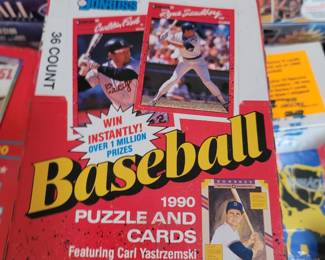 DONRUSS
36 COUNT
Carlton Fisk
Ryne Sandberg
WIN
INSTANTLY!
OVER 1 MILLION
PRIZES
Baseball
1990
PUZZLE AND
CARDS
Featuring Carl Yastrzemski